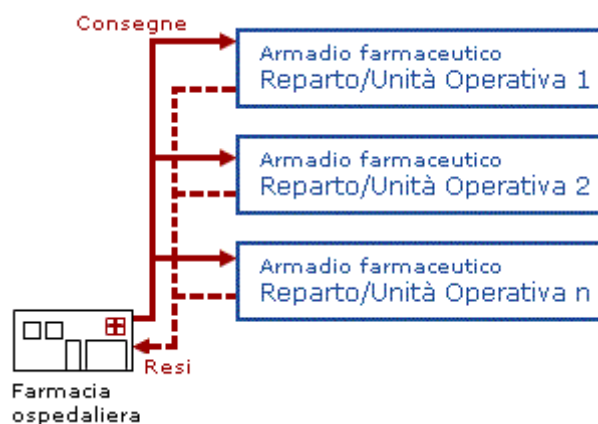 Consegne
Armadio farmaceutico
Reparto/Unità Operativa 1
Armadio farmaceutico
Reparto/Unità Operativa 2
Armadio farmaceutico
Reparto/Unità Operativa n
Resi
Farmacia
ospedaliera